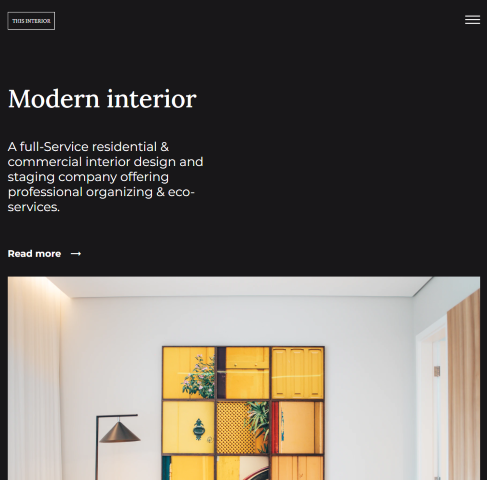 THIS INTERIOR
Modern interior
A full-Service residential &
commercial interior design and
staging company offering
professional organizing & eco-
services.
Read more →